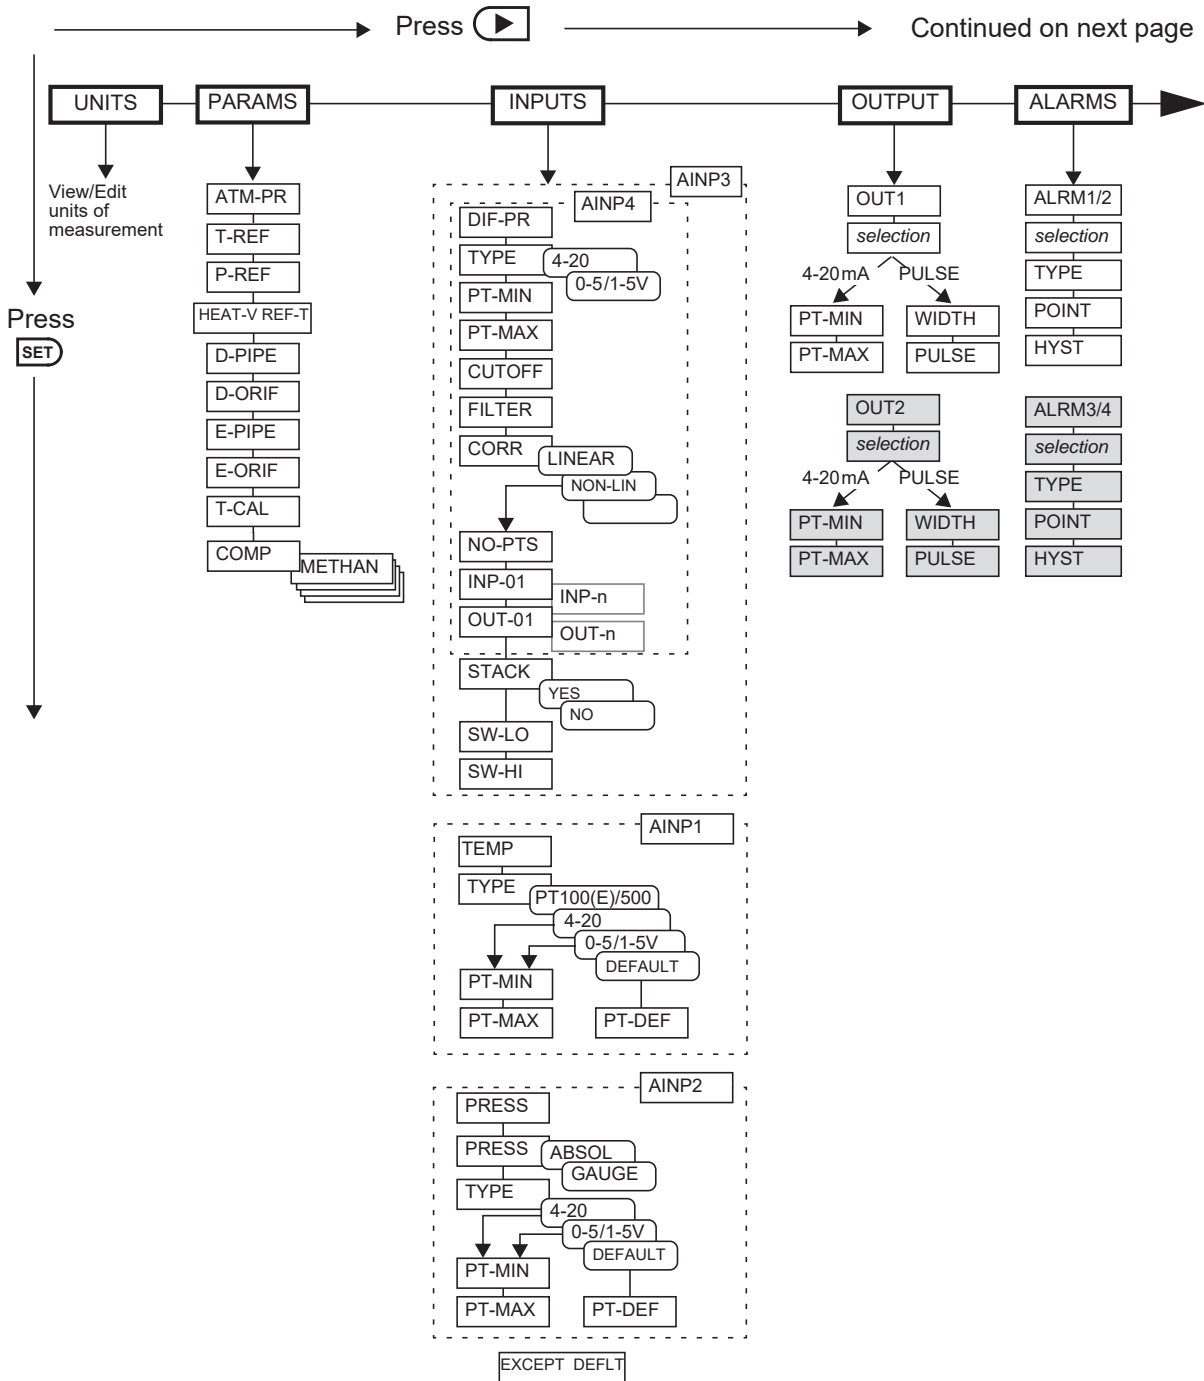 Press
Continued on next page
Press
SET
UNITS
View/Edit
units of
measurement
PARAMS
ATM-PR
T-REF
P-REF
HEAT-V REF-T
D-PIPE
D-ORIF
E-PIPE
E-ORIF
T-CAL
COMP
METHAN
INPUTS
AINP3
AINP4
DIF-PR
TYPE
4-20
0-5/1-5V
PT-MIN
PT-MAX
CUTOFF
FILTER
CORR
LINEAR
NON-LIN
NO-PTS
INP-01
INP-n
OUT-01
OUT-n
STACK
YES
NO
SW-LO
SW-HI
AINP1
TEMP
TYPE
PT100(E)/500
4-20
0-5/1-5V
DEFAULT
PT-MIN
PT-MAX
PT-DEF
AINP2
PRESS
PRESS
ABSOL
GAUGE
TYPE
4-20
0-5/1-5V
DEFAULT
PT-MIN
PT-MAX
PT-DEF
EXCEPT DEFLT
OUTPUT
OUT1
selection
4-20mA
PULSE
PT-MIN
WIDTH
PT-MAX
PULSE
OUT2
selection
4-20mA
PULSE
PT-MIN
WIDTH
PT-MAX
PULSE
ALARMS
ALRM1/2
selection
TYPE
POINT
HYST
ALRM3/4
selection
TYPE
POINT
HYST